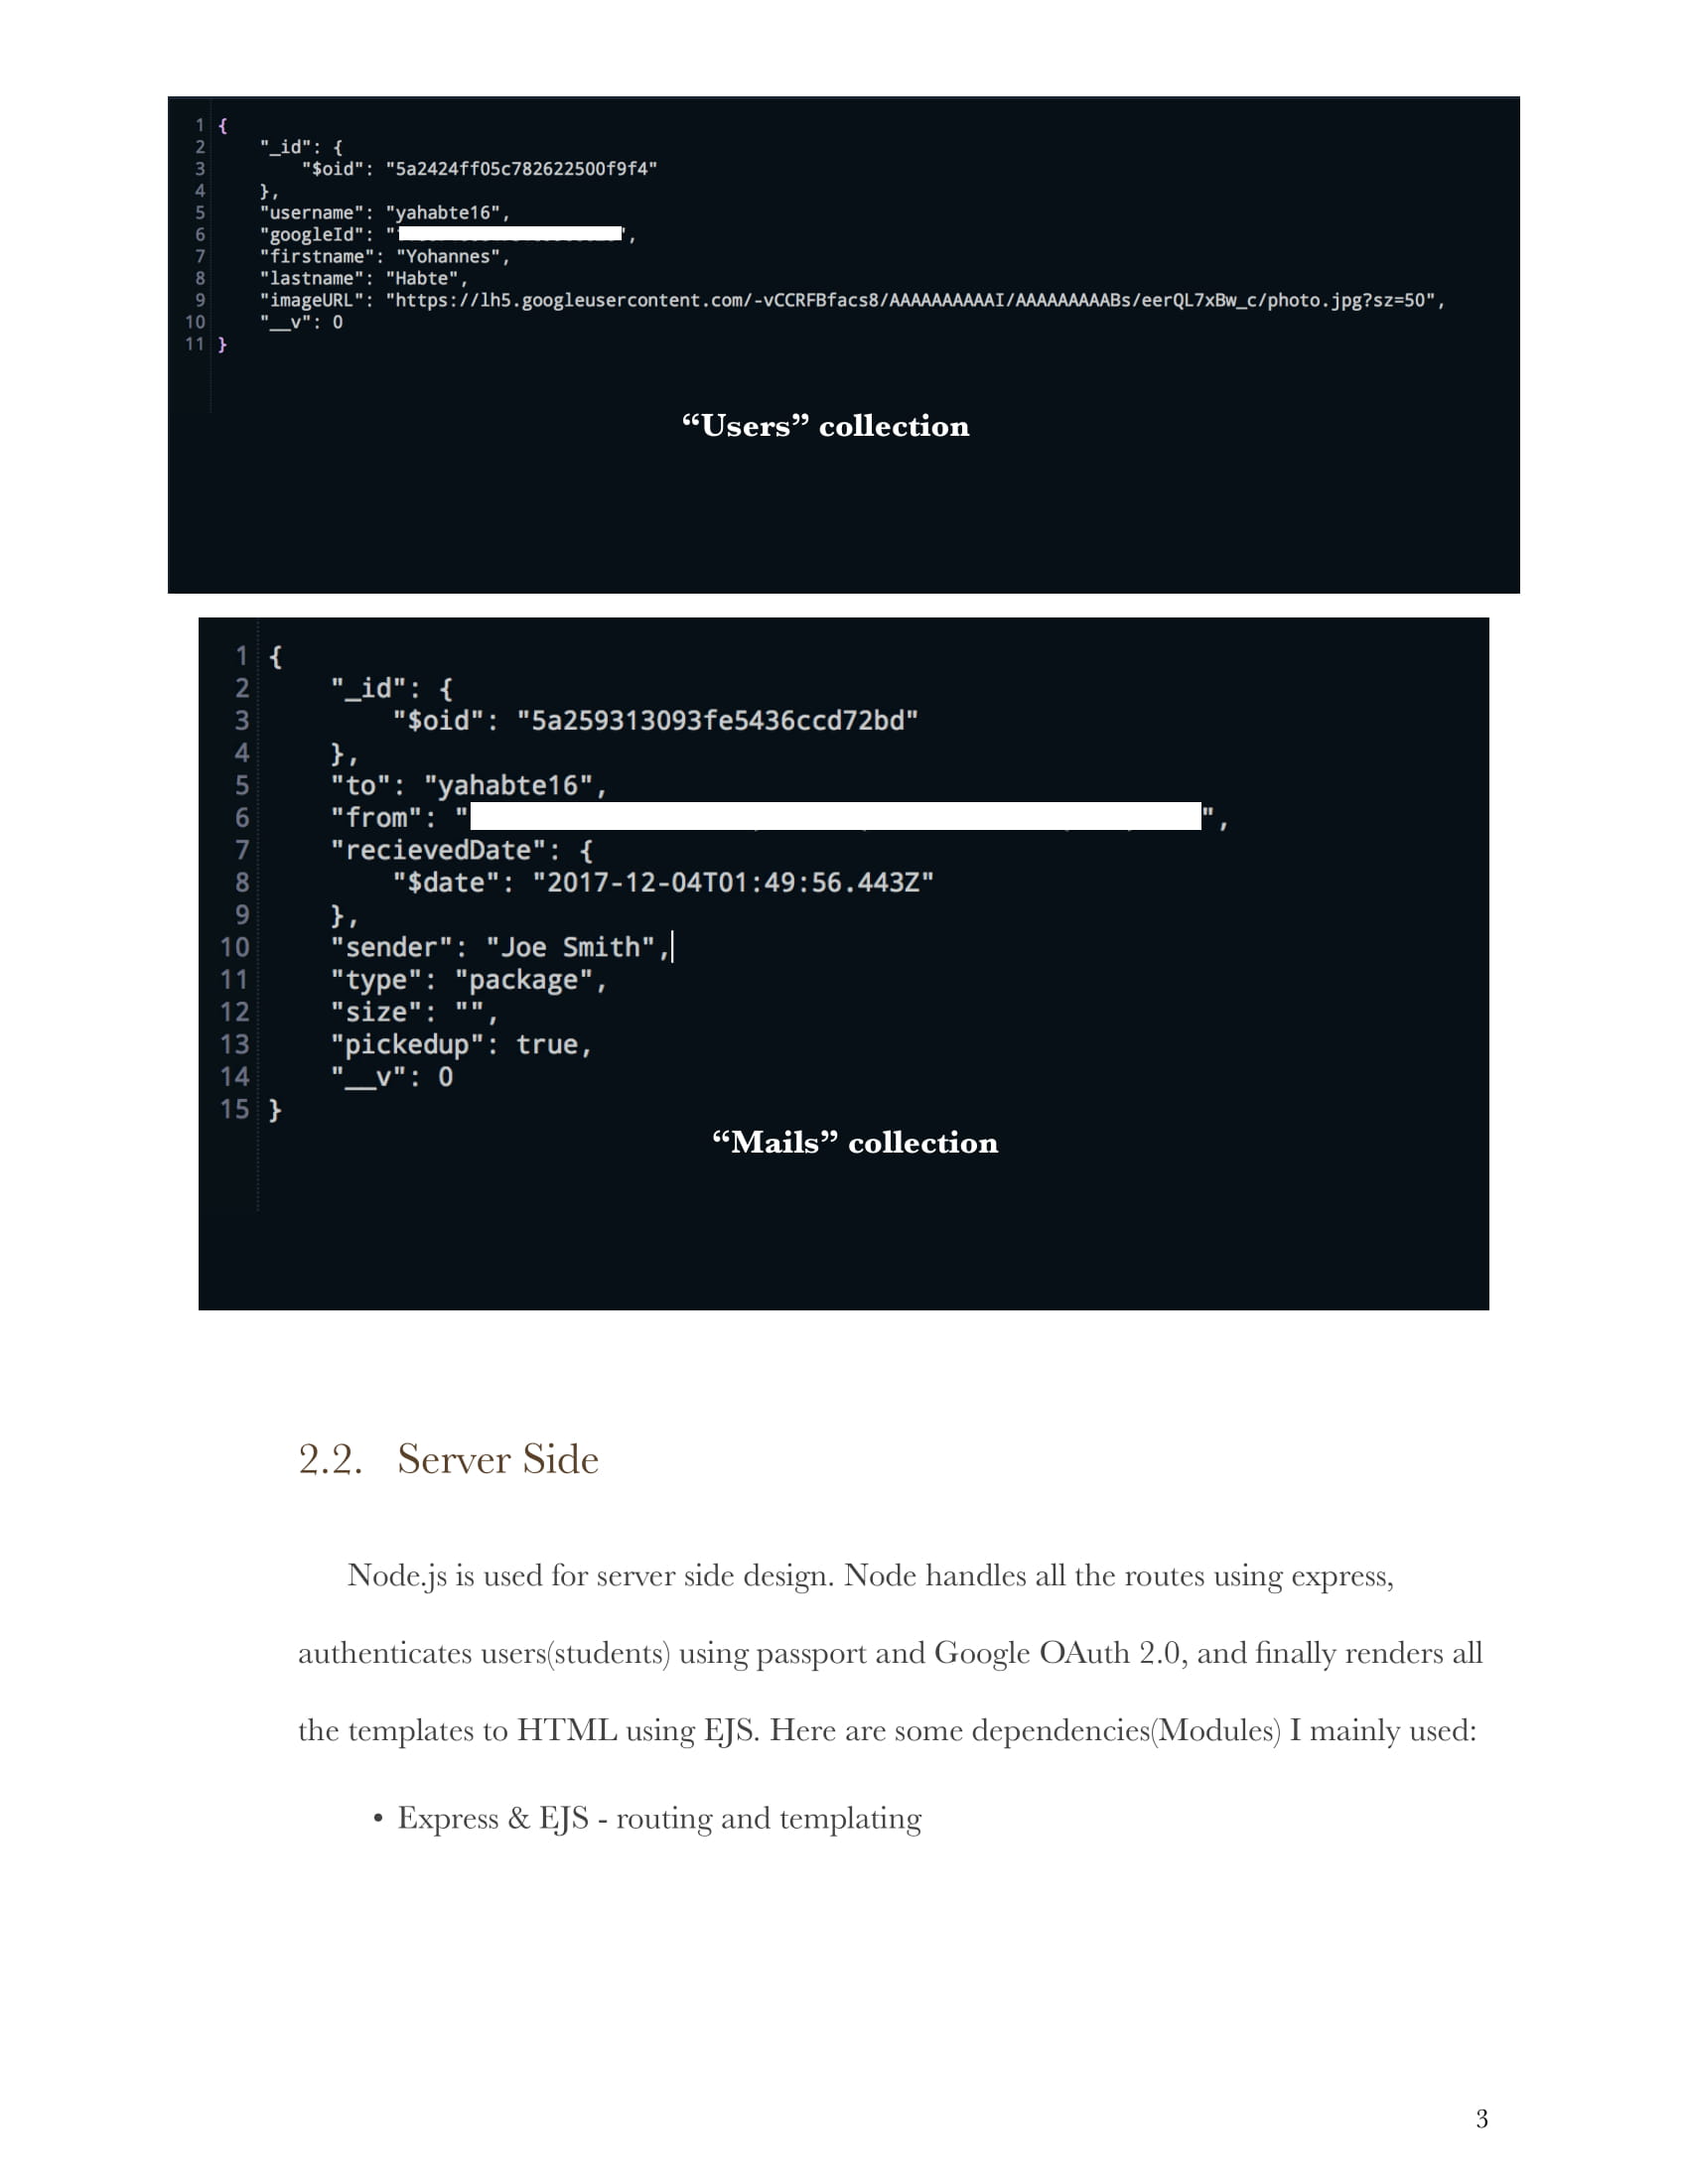 1 {
2 "_id": {
3 "$oid": "5a2424ff05c782622500f9f4"
4 },
5 "username": "yahabte16",
6 "googleId": " ",
7 "firstname": "Yohannes",
8 "lastname": "Habte",
9 "imageURL": "https://lh5.googleusercontent.com/-vCCRFBfacs8/AAAAAAAAAAI/AAAAAAAAABs/eerQL7xBw_c/photo.jpg?sz=50",
10 "__v": 0
11 }
“Users” collection
1 {
2 "_id": {
3 "$oid": "5a259313093fe5436ccd72bd"
4 },
5 "to": "yahabte16",
6 "from": " ",
7 "recievedDate": {
8 "$date": "2017-12-04T01:49:56.443Z"
9 },
10 "sender": "Joe Smith",
11 "type": "package",
12 "size": "",
13 "pickedup": true,
14 "__v": 0
15 }
“Mails” collection
2.2. Server Side
Node.js is used for server side design. Node handles all the routes using express,
authenticates users(students) using passport and Google OAuth 2.0, and finally renders all
the templates to HTML using EJS. Here are some dependencies(Modules) I mainly used:
• Express & EJS - routing and templating
3